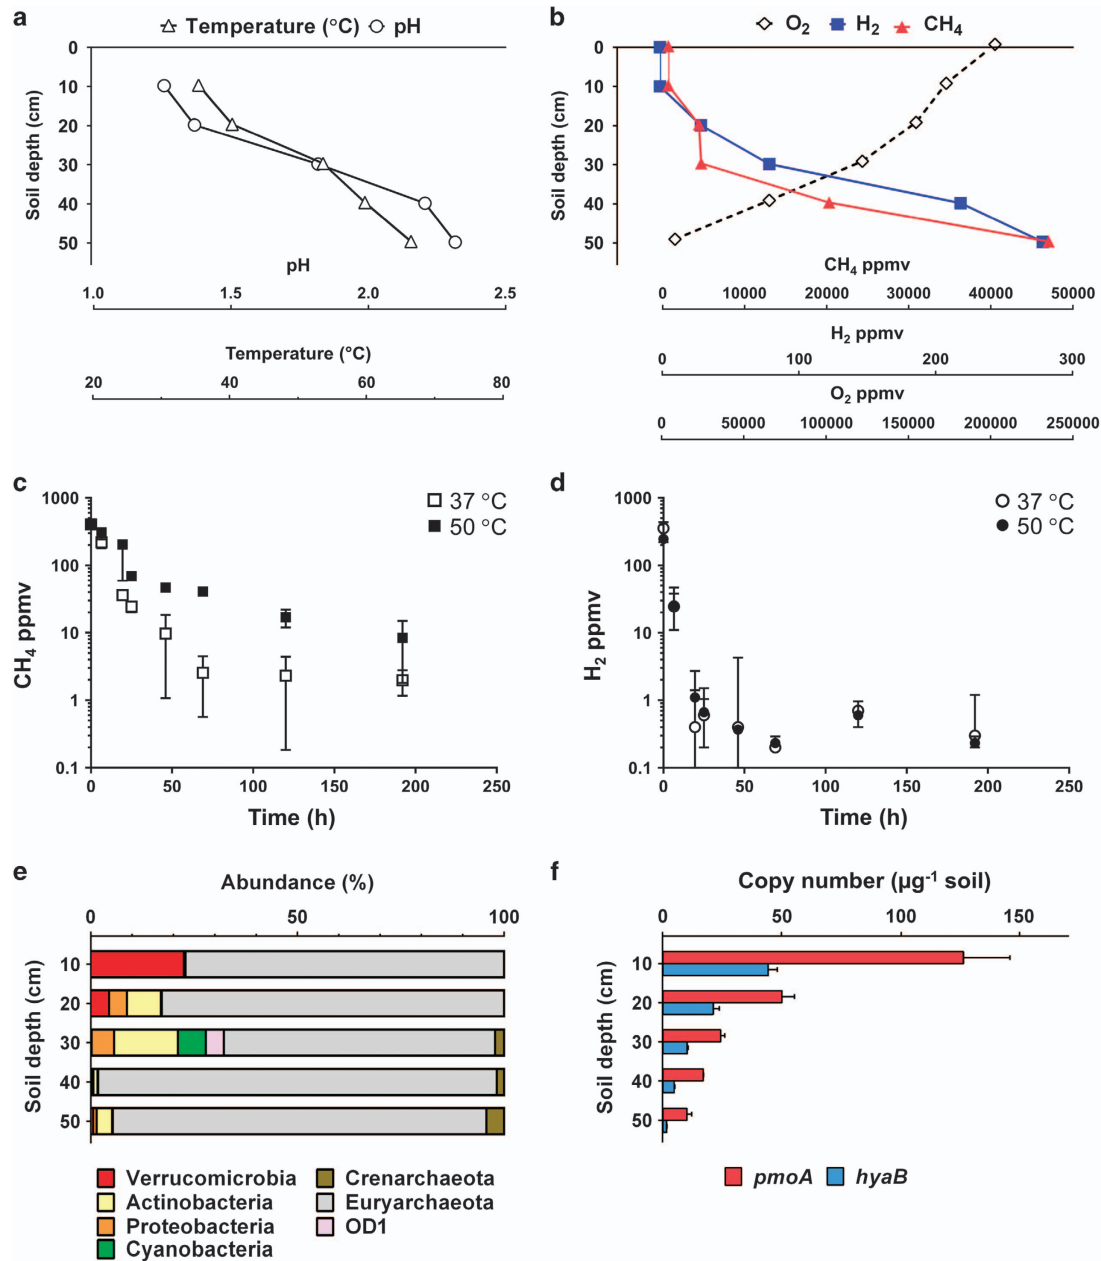 a
Temperature (°C) pH
0
10
20
30
40
50
Soil depth (cm)
pH
1.0 1.5 2.0 2.5
Temperature (°C)
20 40 60 80
b
O₂ H₂ CH₄
0
10
20
30
40
50
Soil depth (cm)
CH₄ ppmv
0 10000 20000 30000 40000 50000
H₂ ppmv
0 100 200 300
O₂ ppmv
0 50000 100000 150000 200000 250000
c
37 °C
50 °C
1000
100
10
1
0.1
CH₄ ppmv
0 50 100 150 200 250
Time (h)
d
37 °C
50 °C
1000
100
10
1
0.1
H₂ ppmv
0 50 100 150 200 250
Time (h)
e
Abundance (%)
0 50 100
10
20
30
40
50
Soil depth (cm)
Verrucomicrobia
Actinobacteria
Proteobacteria
Cyanobacteria
Crenarchaeota
Euryarchaeota
OD1
f
Copy number (µg⁻¹ soil)
0 50 100 150
10
20
30
40
50
Soil depth (cm)
pmoA hyaB